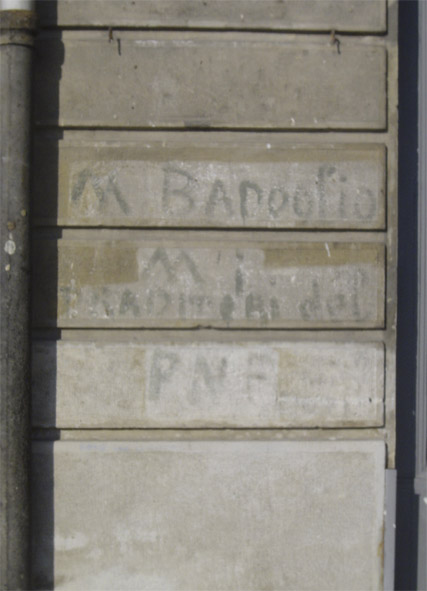 M BADOGLIO
M i
TRADITORI del
PNF